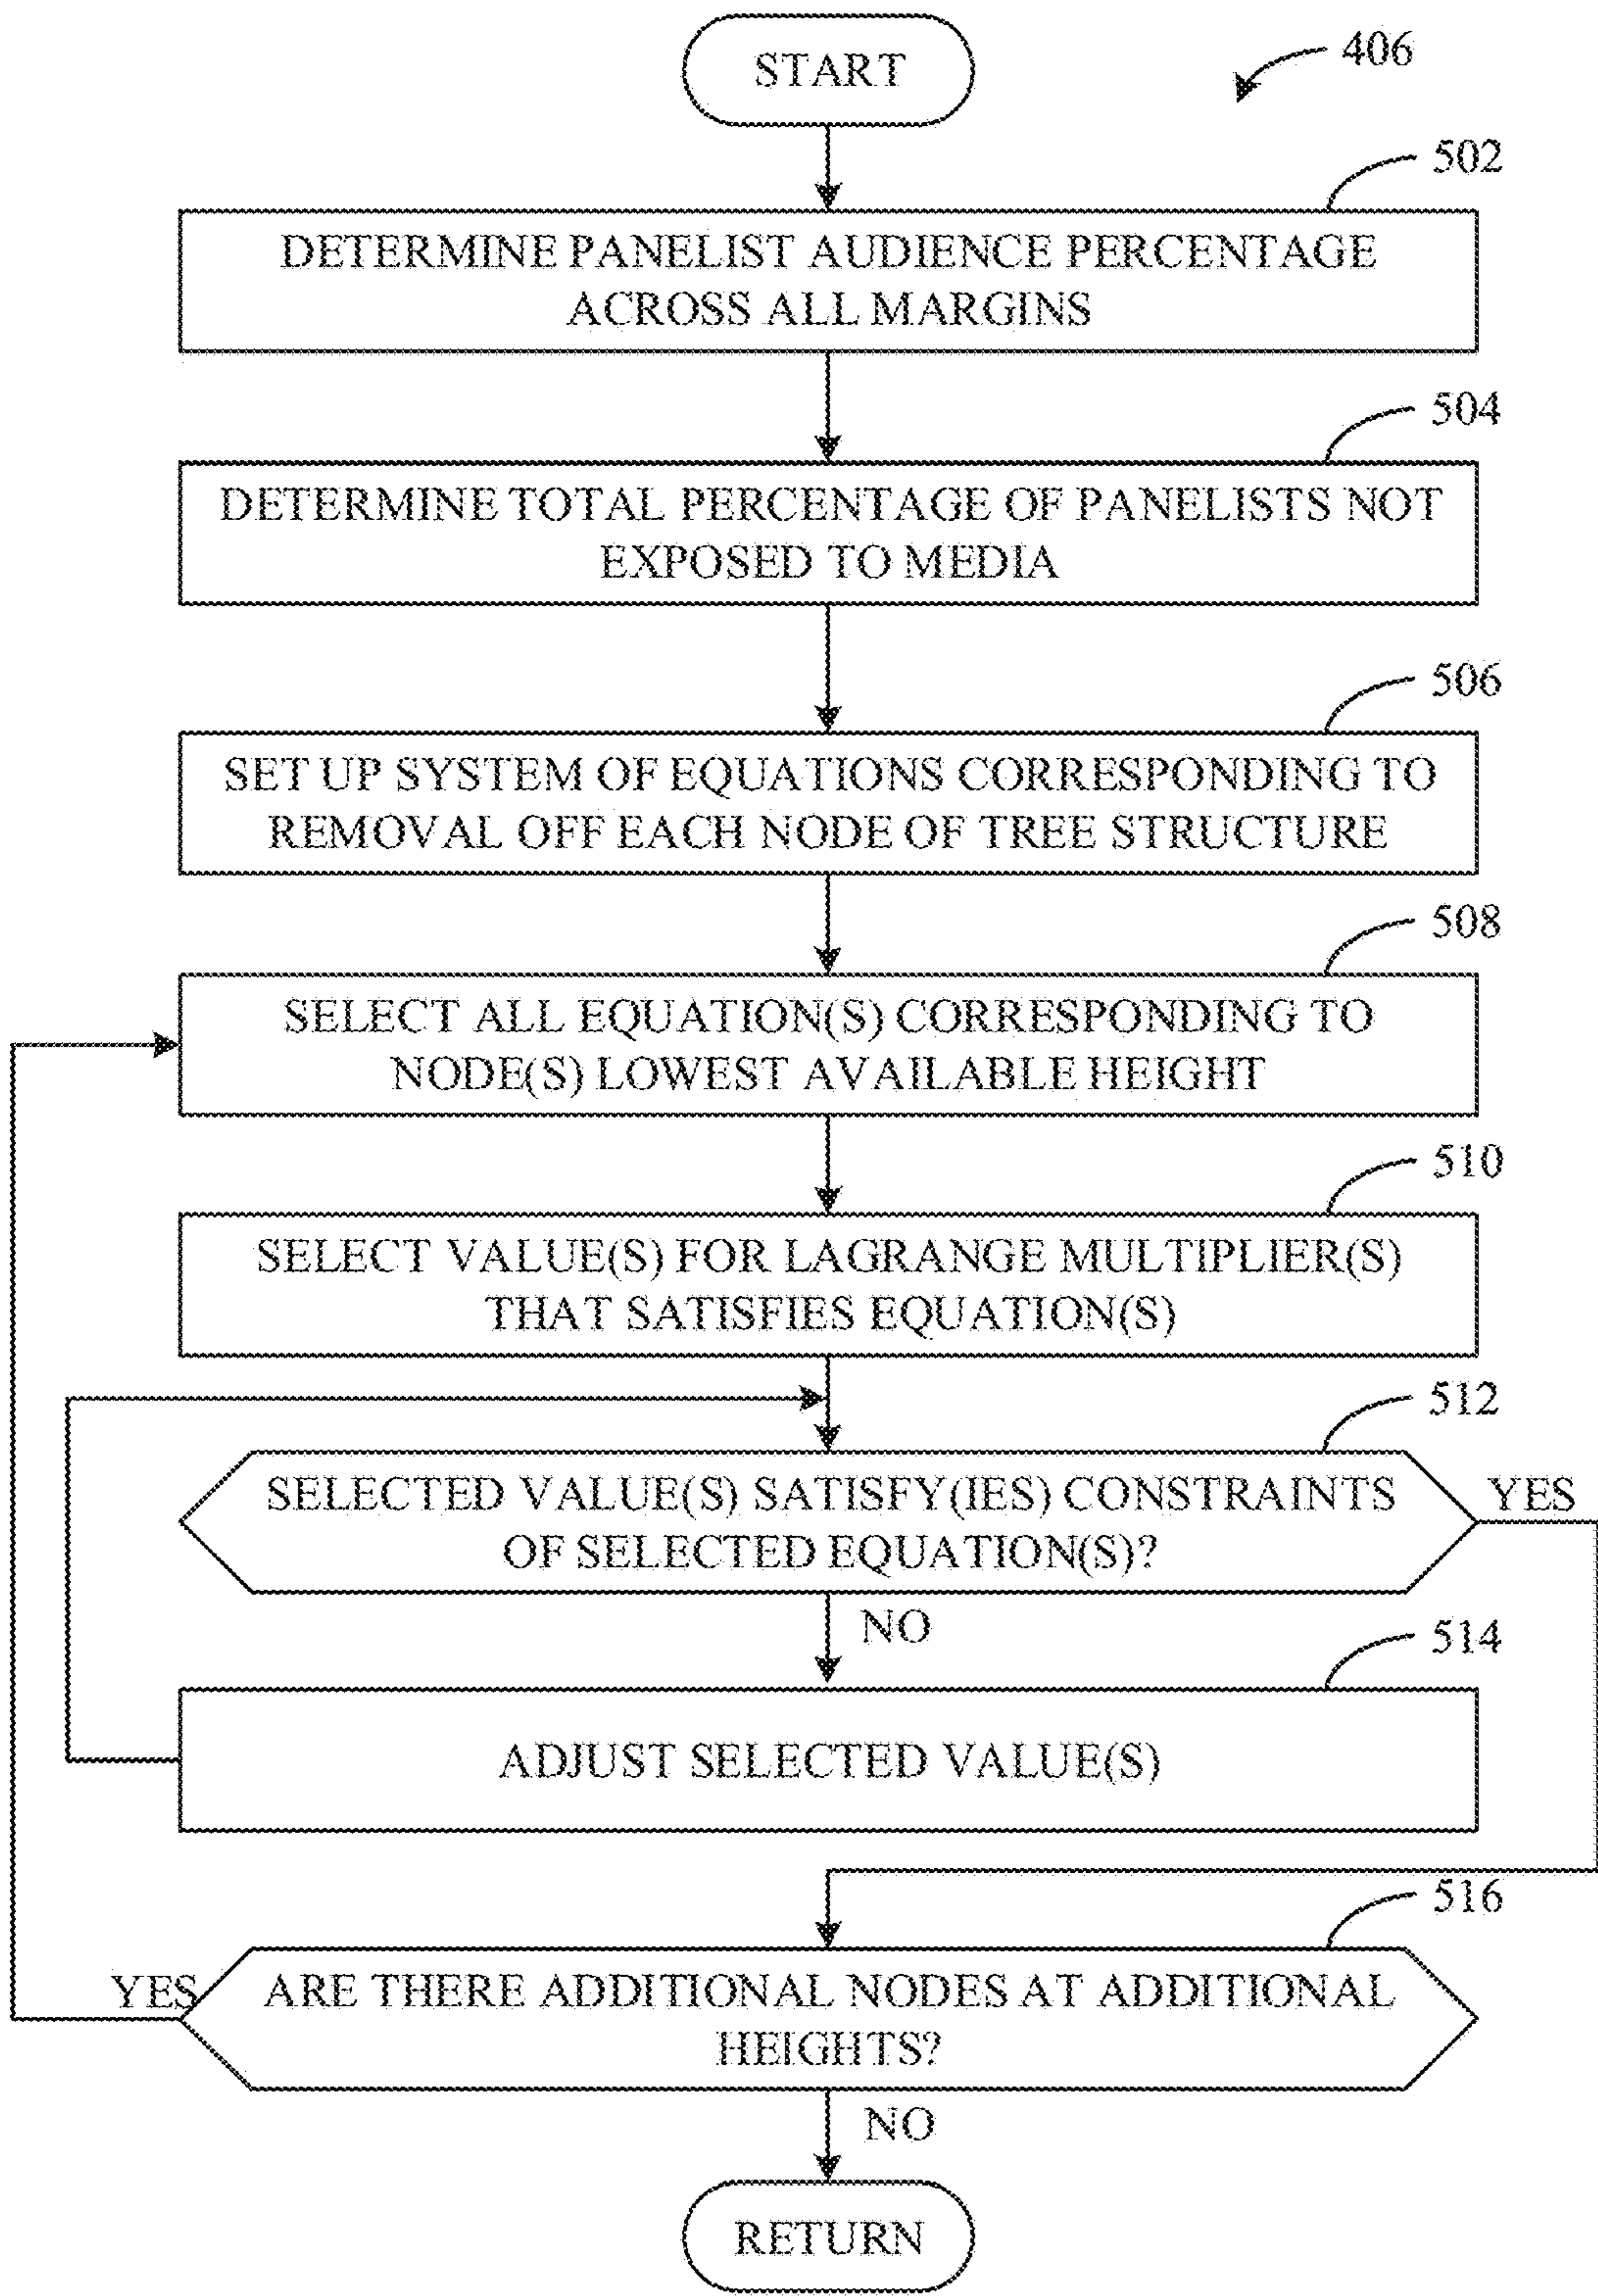 START
406
502
DETERMINE PANELIST AUDIENCE PERCENTAGE
ACROSS ALL MARGINS
504
DETERMINE TOTAL PERCENTAGE OF PANELISTS NOT
EXPOSED TO MEDIA
506
SET UP SYSTEM OF EQUATIONS CORRESPONDING TO
REMOVAL OFF EACH NODE OF TREE STRUCTURE
508
SELECT ALL EQUATION(S) CORRESPONDING TO
NODE(S) LOWEST AVAILABLE HEIGHT
510
SELECT VALUE(S) FOR LAGRANGE MULTIPLIER(S)
THAT SATISFIES EQUATION(S)
512
SELECTED VALUE(S) SATISFY(IES) CONSTRAINTS
OF SELECTED EQUATION(S)?
YES
NO
514
ADJUST SELECTED VALUE(S)
516
YES
ARE THERE ADDITIONAL NODES AT ADDITIONAL
HEIGHTS?
NO
RETURN